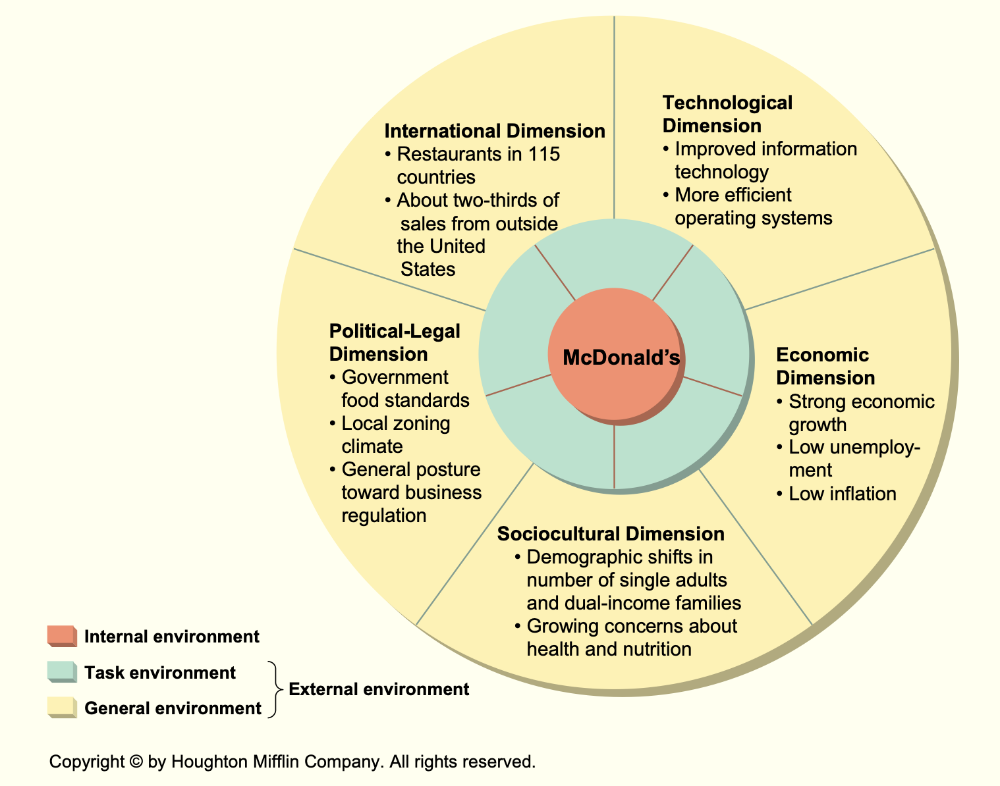 International Dimension
• Restaurants in 115
countries
• About two-thirds of
sales from outside
the United
States
Technological
Dimension
• Improved information
technology
• More efficient
operating systems
Political-Legal
Dimension
• Government
food standards
• Local zoning
climate
• General posture
toward business
regulation
McDonald’s
Economic
Dimension
• Strong economic
growth
• Low unemploy-
ment
• Low inflation
Sociocultural Dimension
• Demographic shifts in
number of single adults
and dual-income families
• Growing concerns about
health and nutrition
Internal environment
Task environment
General environment
External environment
Copyright © by Houghton Mifflin Company. All rights reserved.